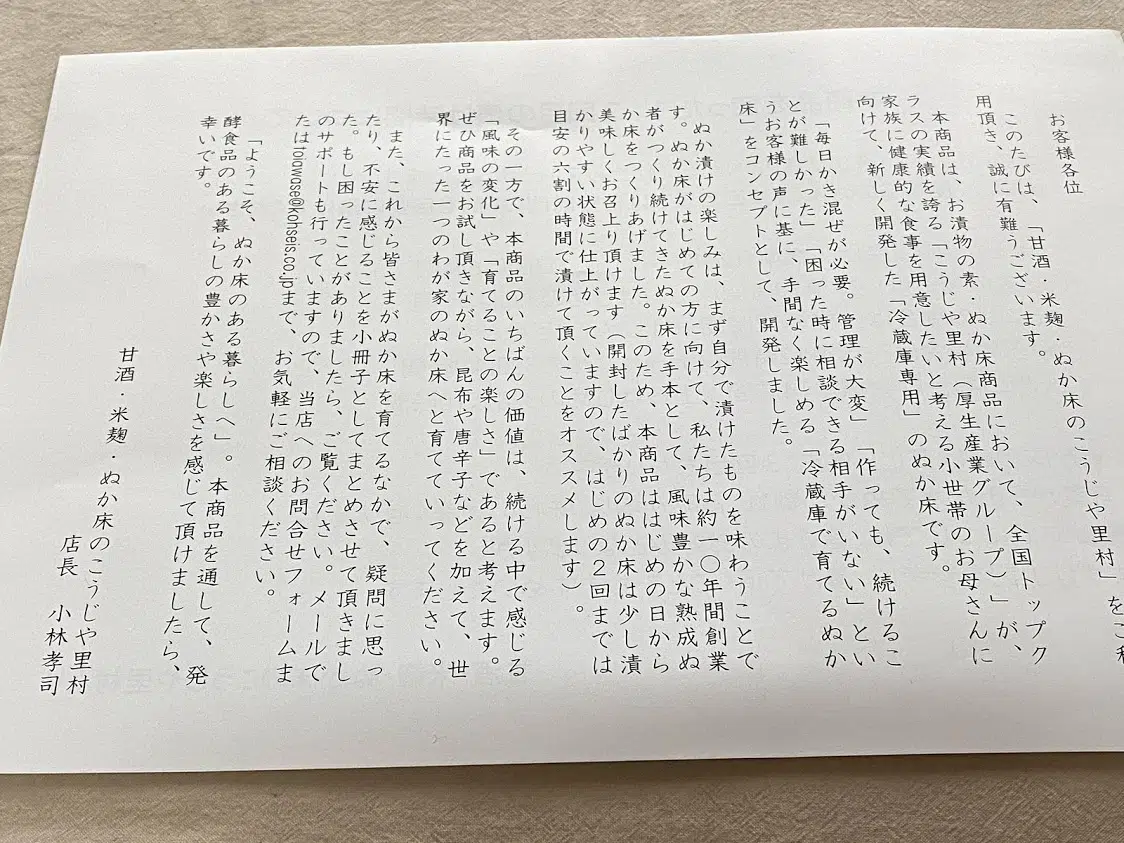 お客様各位
このたびは、「甘酒・米麹・ぬか床のこうじや里村」をご利
用頂き、誠に有難うございます。
本商品は、お漬物の素・ぬか床商品において、全国トップク
ラスの実績を誇る「こうじや里村（厚生産業グループ）」が、
家族に健康的な食事を用意したいと考える小世帯のお母さんに
向けて、新しく開発した「冷蔵庫専用」のぬか床です。
「毎日かき混ぜが必要。管理が大変」「作っても、続けるこ
とが難しかった」「困った時に相談できる相手がいない」とい
うお客様の声に基に、手間なく楽しめる「冷蔵庫で育てるぬか
床」をコンセプトとして、開発しました。
ぬか漬けの楽しみは、まず自分で漬けたものを味わうことで
す。ぬか床がはじめての方に向けて、私たちは約一〇年間創業
者がつくり続けてきたぬか床を手本として、風味豊かな熟成ぬ
か床をつくりあげました。このため、本商品ははじめの日から
美味しくお召上り頂けます（開封したばかりのぬか床は少し漬
かりやすい状態に仕上がっていますので、はじめの２回までは
目安の六割の時間で漬けて頂くことをオススメします）。
その一方で、本商品のいちばんの価値は、続ける中で感じる
「風味の変化」や「育てることの楽しさ」であると考えます。
ぜひ商品をお試し頂きながら、昆布や唐辛子などを加えて、世
界にたった一つのわが家のぬか床へと育てていってください。
また、これから皆さまがぬか床を育てるなかで、疑問に思っ
たり、不安に感じることを小冊子としてまとめさせて頂きまし
た。もし困ったことがありましたら、ご覧ください。メールで
のサポートも行っていますので、当店へのお問合せフォームま
たはtoiawase@kohseis.co.jpまで、お気軽にご相談ください。
「ようこそ、ぬか床のある暮らしへ」。本商品を通して、発
酵食品のある暮らしの豊かさや楽しさを感じて頂けましたら、
幸いです。
甘酒・米麹・ぬか床のこうじや里村
店長　小林孝司